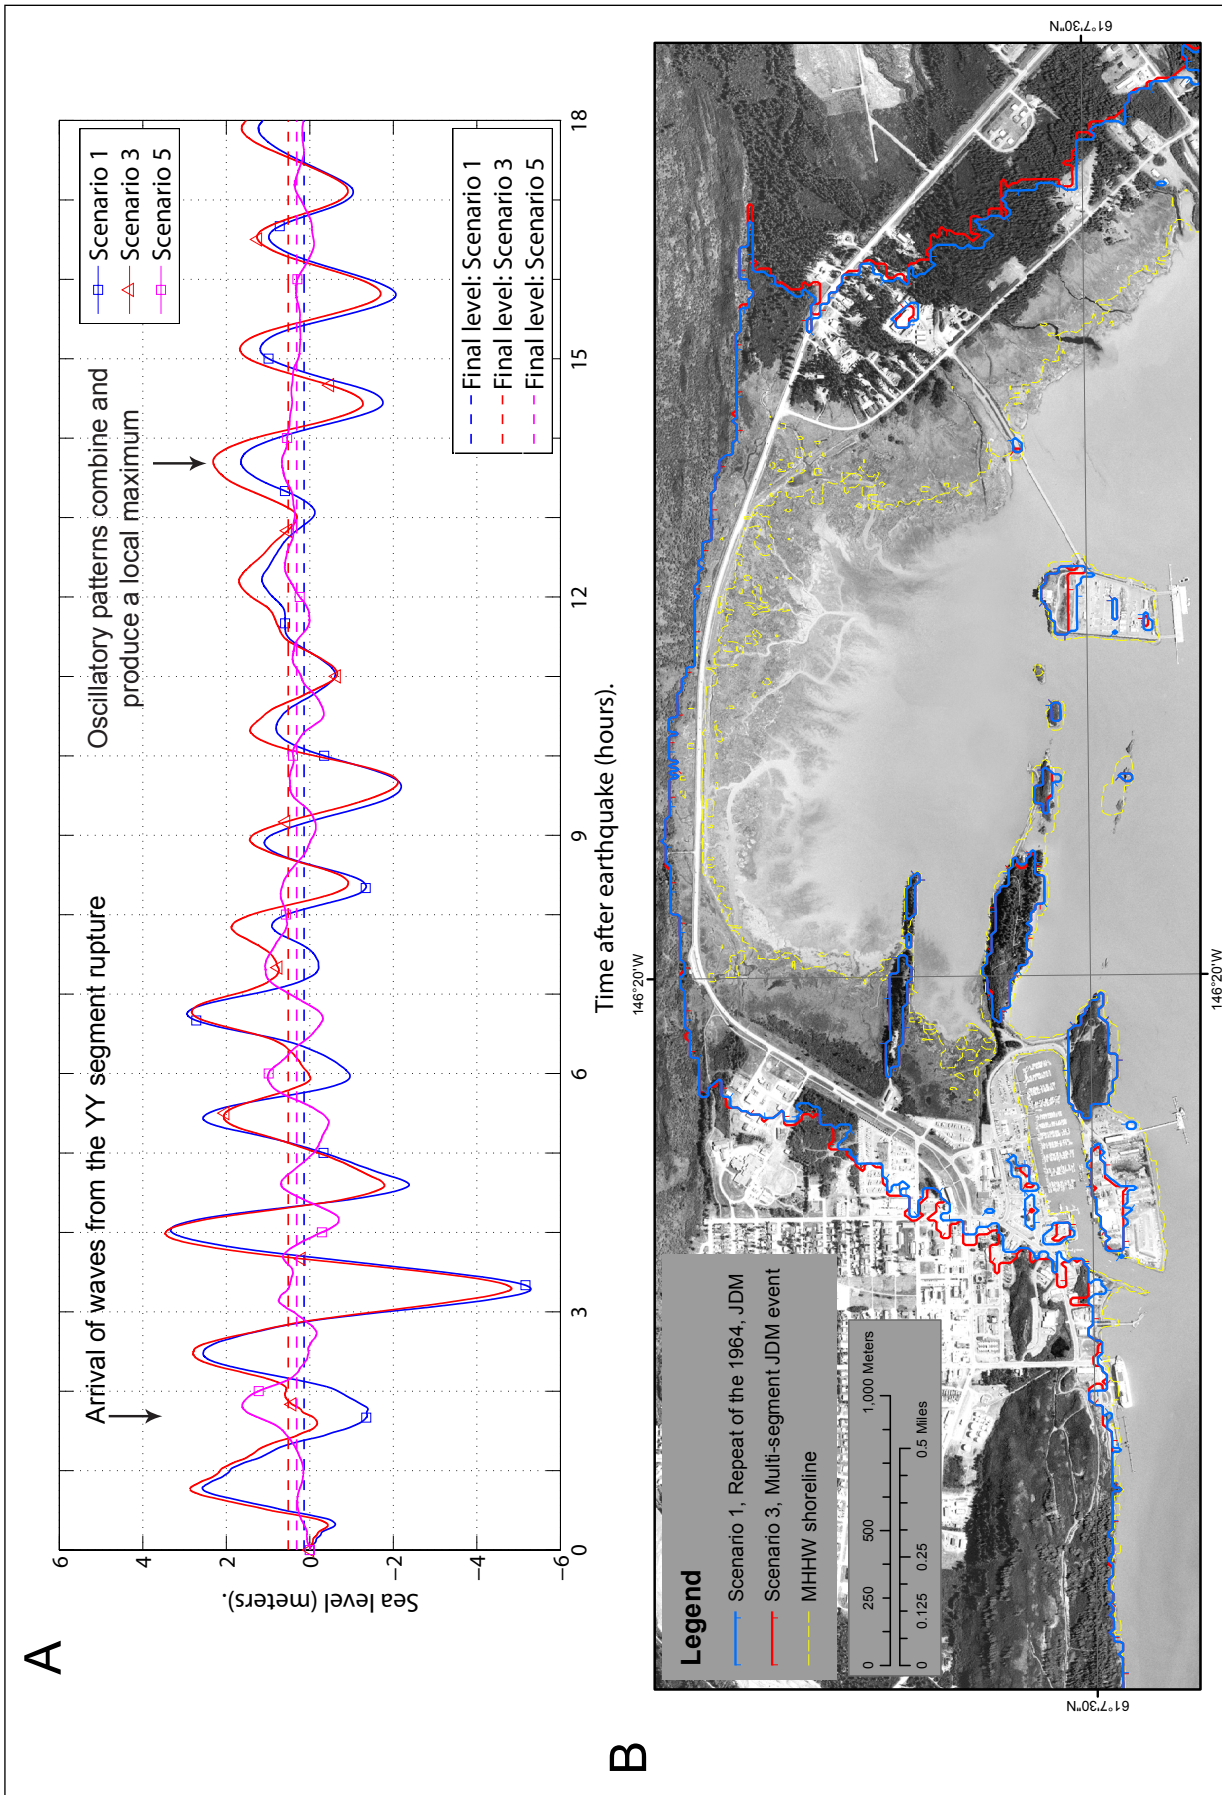 A
Arrival of waves from the YY segment rupture
Oscillatory patterns combine and
produce a local maximum
Scenario 1
Scenario 3
Scenario 5
Final level: Scenario 1
Final level: Scenario 3
Final level: Scenario 5
Sea level (meters).
6
4
2
0
−2
−4
−6
0
3
6
9
12
15
18
Time after earthquake (hours).
B
146°20'W
146°20'W
61°7'30"N
61°7'30"N
Legend
Scenario 1, Repeat of the 1964, JDM
Scenario 3, Multi-segment JDM event
MHHW shoreline
0 250 500 1,000 Meters
0 0.125 0.25 0.5 Miles